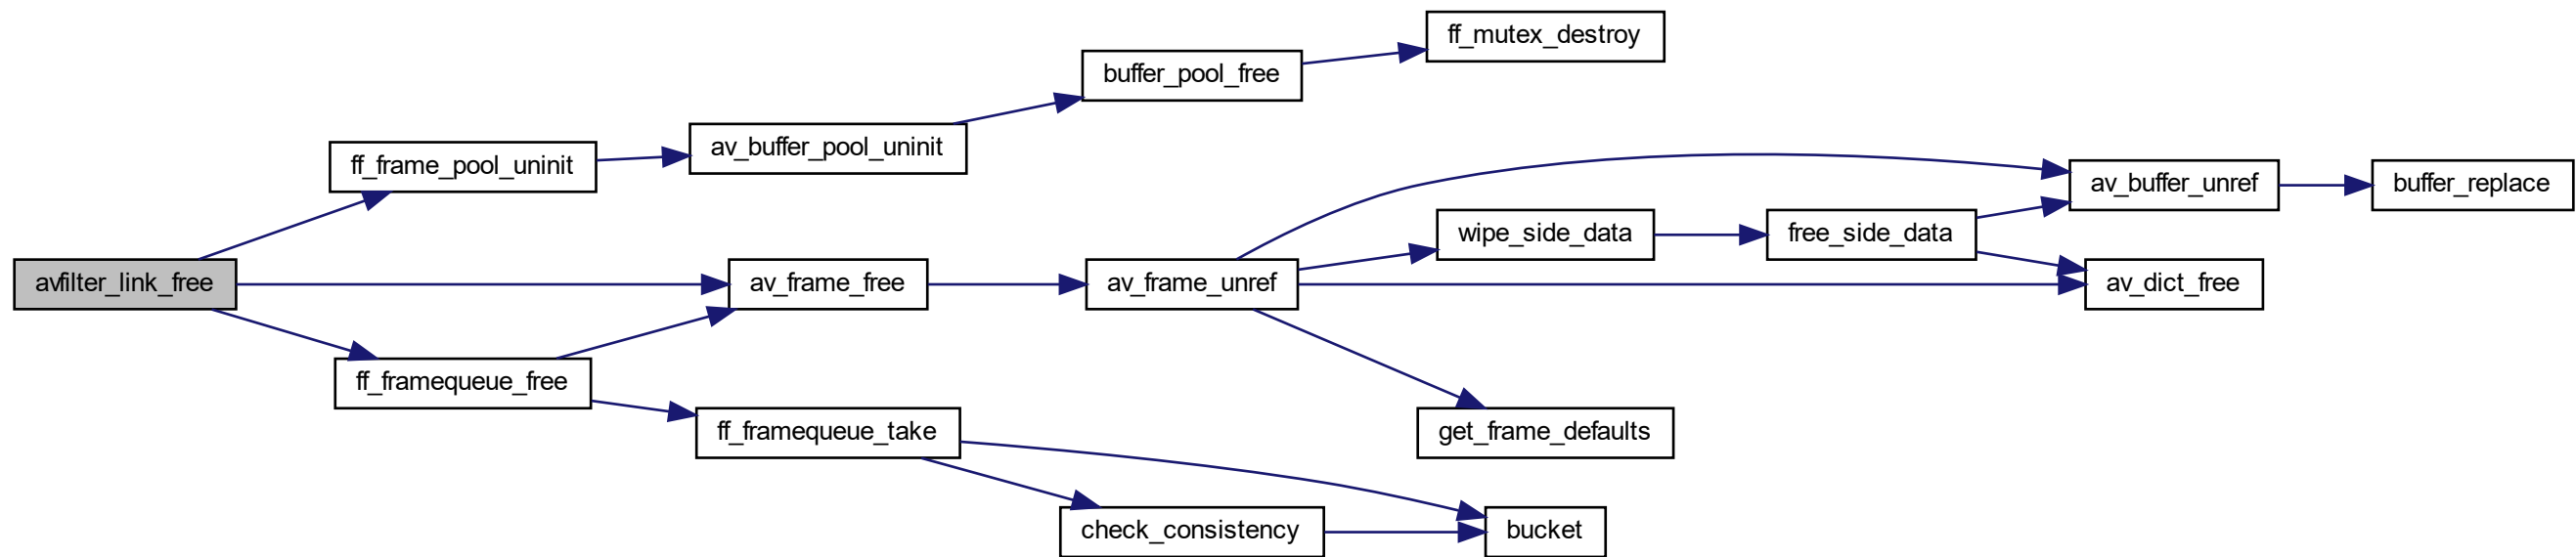 ff_mutex_destroy
buffer_pool_free
av_buffer_pool_uninit
ff_frame_pool_uninit
av_buffer_unref
buffer_replace
wipe_side_data
free_side_data
avfilter_link_free
av_frame_free
av_frame_unref
av_dict_free
ff_framequeue_free
ff_framequeue_take
get_frame_defaults
check_consistency
bucket